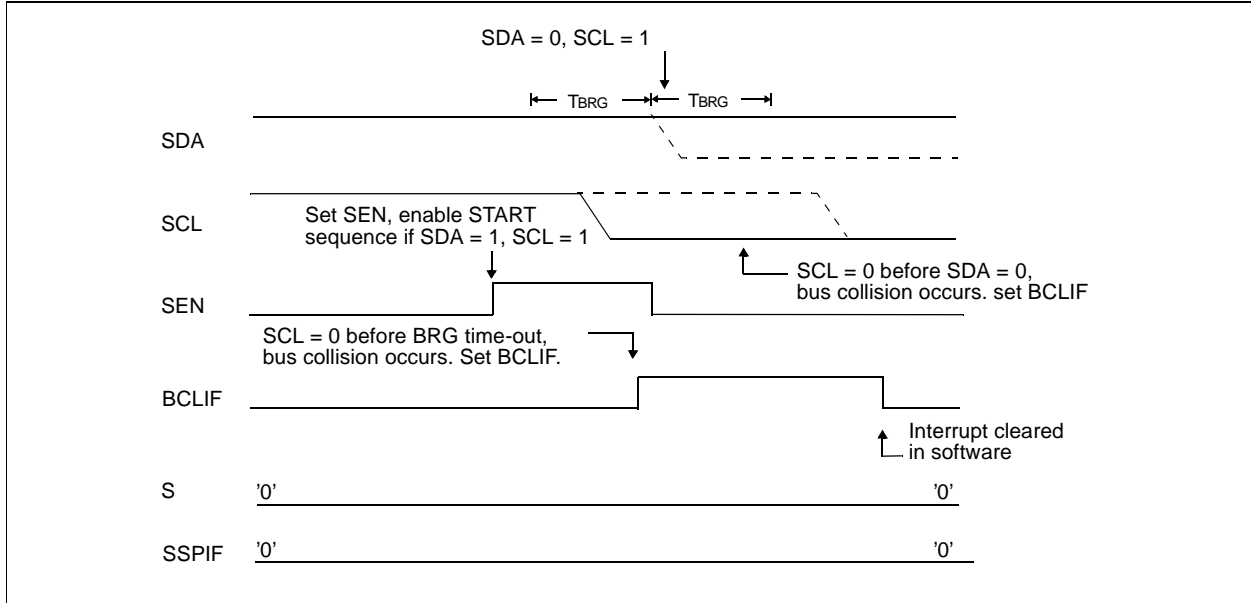 SDA = 0, SCL = 1
TBRG TBRG
SDA
SCL
Set SEN, enable START
sequence if SDA = 1, SCL = 1
SCL = 0 before SDA = 0,
bus collision occurs. set BCLIF
SEN
SCL = 0 before BRG time-out,
bus collision occurs. Set BCLIF.
BCLIF
Interrupt cleared
in software
S '0' '0'
SSPIF '0' '0'